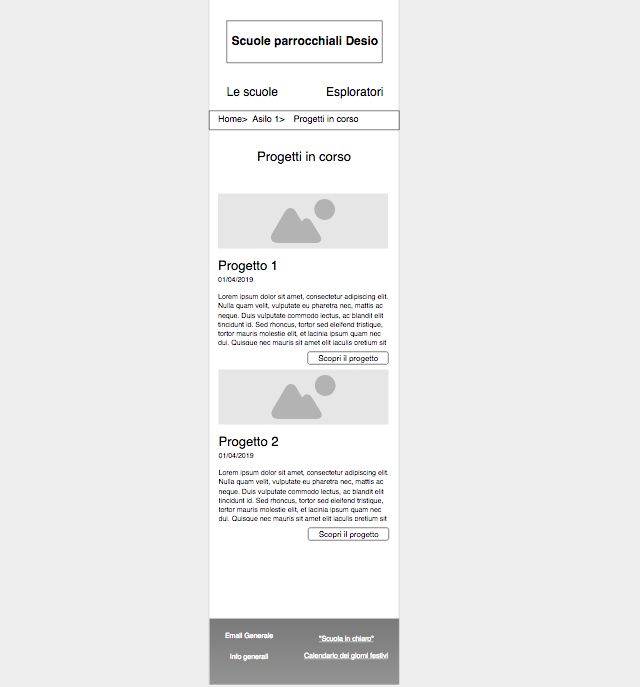 Scuole parrocchiali Desio
Le scuole Esploratori
Home> Asilo 1> Progetti in corso
Progetti in corso
Progetto 1
01/04/2019
Lorem ipsum dolor sit amet, consectetur adipiscing elit.
Nulla quam velit, vulputate eu pharetra nec, mattis ac
neque. Duis vulputate commodo lectus, ac blandit elit
tincidunt id. Sed rhoncus, tortor sed eleifend tristique,
tortor mauris molestie elit, et lacinia ipsum quam nec
dui. Quisque nec mauris sit amet elit iaculis pretium sit
Scopri il progetto
Progetto 2
01/04/2019
Lorem ipsum dolor sit amet, consectetur adipiscing elit.
Nulla quam velit, vulputate eu pharetra nec, mattis ac
neque. Duis vulputate commodo lectus, ac blandit elit
tincidunt id. Sed rhoncus, tortor sed eleifend tristique,
tortor mauris molestie elit, et lacinia ipsum quam nec
dui. Quisque nec mauris sit amet elit iaculis pretium sit
Scopri il progetto
Email Generale "Scuola in chiaro"
Info generali Calendario dei giorni festivi